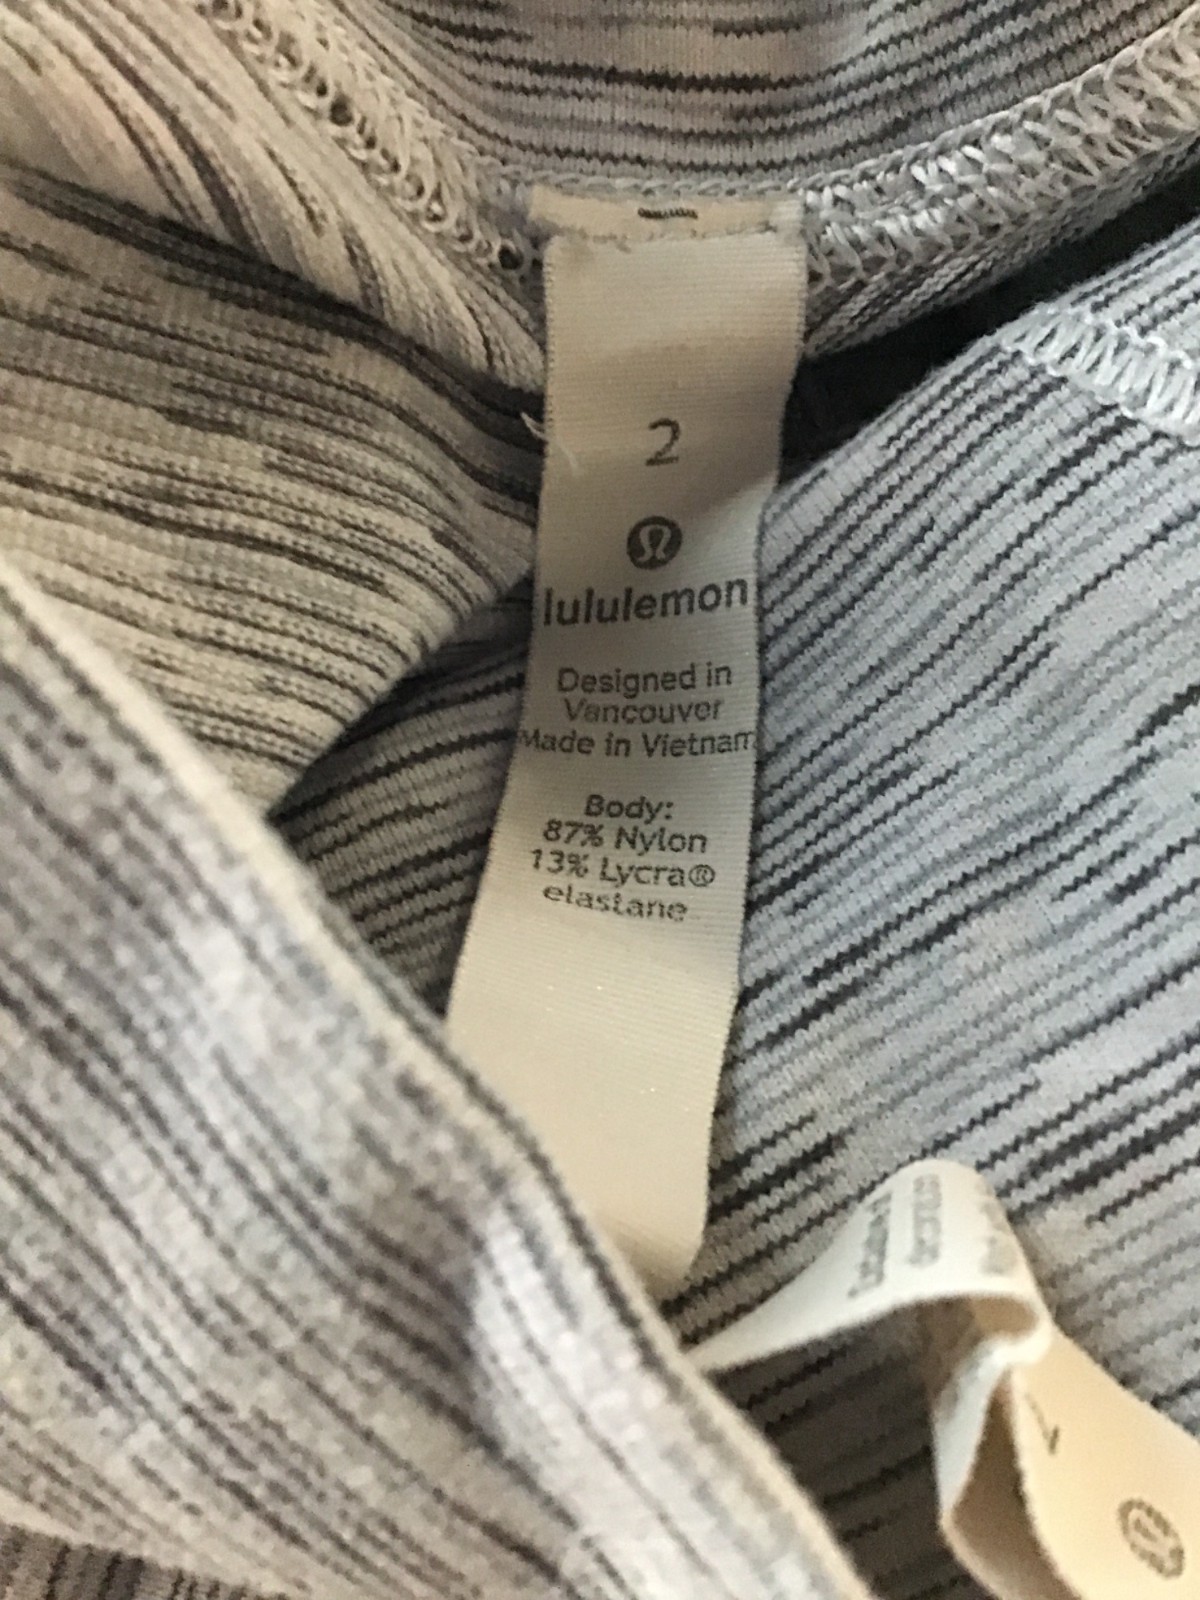 2
lululemon
Designed in
Vancouver
Made in Vietnam
Body:
87% Nylon
13% Lycra®
elastane